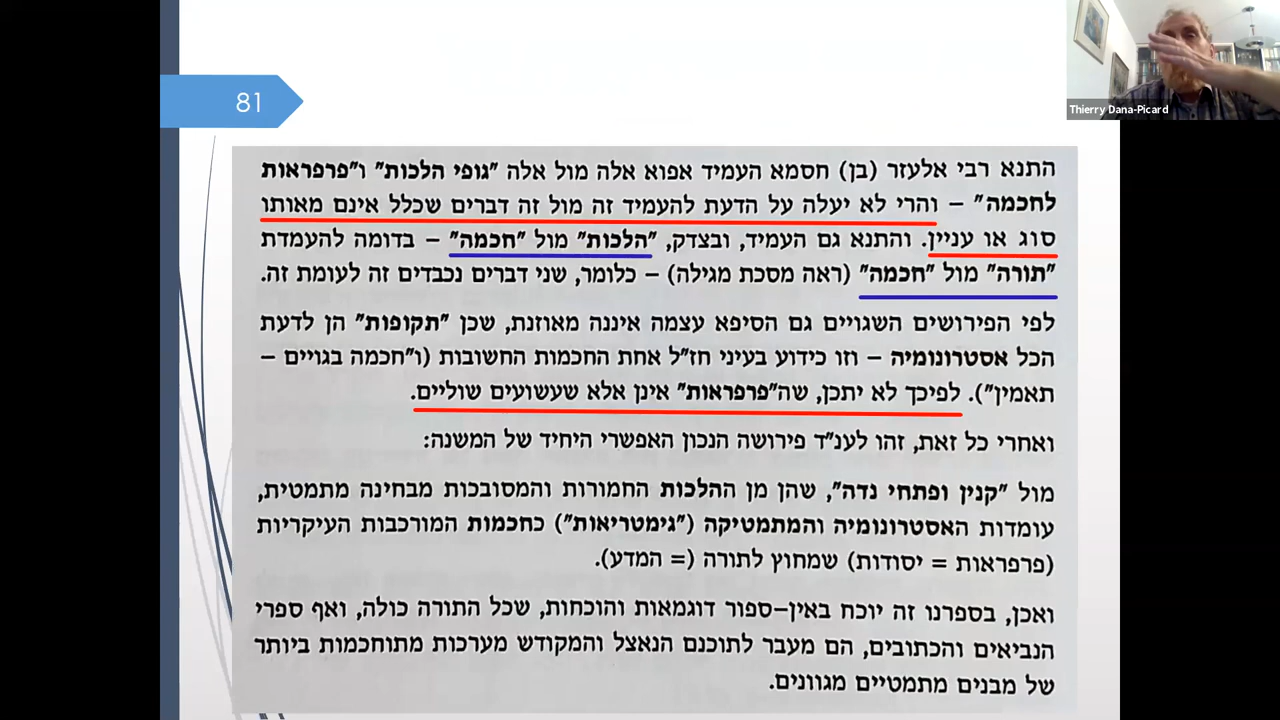 81
Thierry Dana-Picard
התנא רבי אלעזר (בן) חסמא העמיד אפוא אלה מול אלה "גופי הלכות" ו"פרפראות
לחכמה" – והרי לא יעלה על הדעת להעמיד זה מול זה דברים שכלל אינם מאותו
סוג או עניין. והתנא גם העמיד, ובצדק, "הלכות" מול "חכמה" – בדומה להעמדת
"תורה" מול "חכמה" (ראה מסכת מגילה) – כלומר, שני דברים נכבדים זה לעומת זה.
לפי הפירושים השגויים גם הסיפא עצמה איננה מאוזנת, שכן "תקופות" הן לדעת
הכל אסטרונומיה – וזו כידוע בעיני חז"ל אחת החכמות החשובות (ו"חכמה בגויים –
תאמין"). לפיכך לא יתכן, שה"פרפראות" אינן אלא שעשועים שוליים.
ואחרי כל זאת, זהו לענ"ד פירושה הנכון האפשרי היחיד של המשנה:
מול "קנין ופתחי נדה", שהן מן ההלכות החמורות והמסובכות מבחינה מתמטית,
עומדות האסטרונומיה והמתמטיקה ("גימטריאות") כחכמות המורכבות העיקריות
(פרפראות = יסודות) שמחוץ לתורה (= המדע).
ואכן, בספרנו זה יוכח באין–ספור דוגמאות והוכחות, שכל התורה כולה, ואף ספרי
הנביאים והכתובים, הם מעבר לתוכנם הנאצל והמקודש מערכות מתוחכמות ביותר
של מבנים מתמטיים מגוונים.